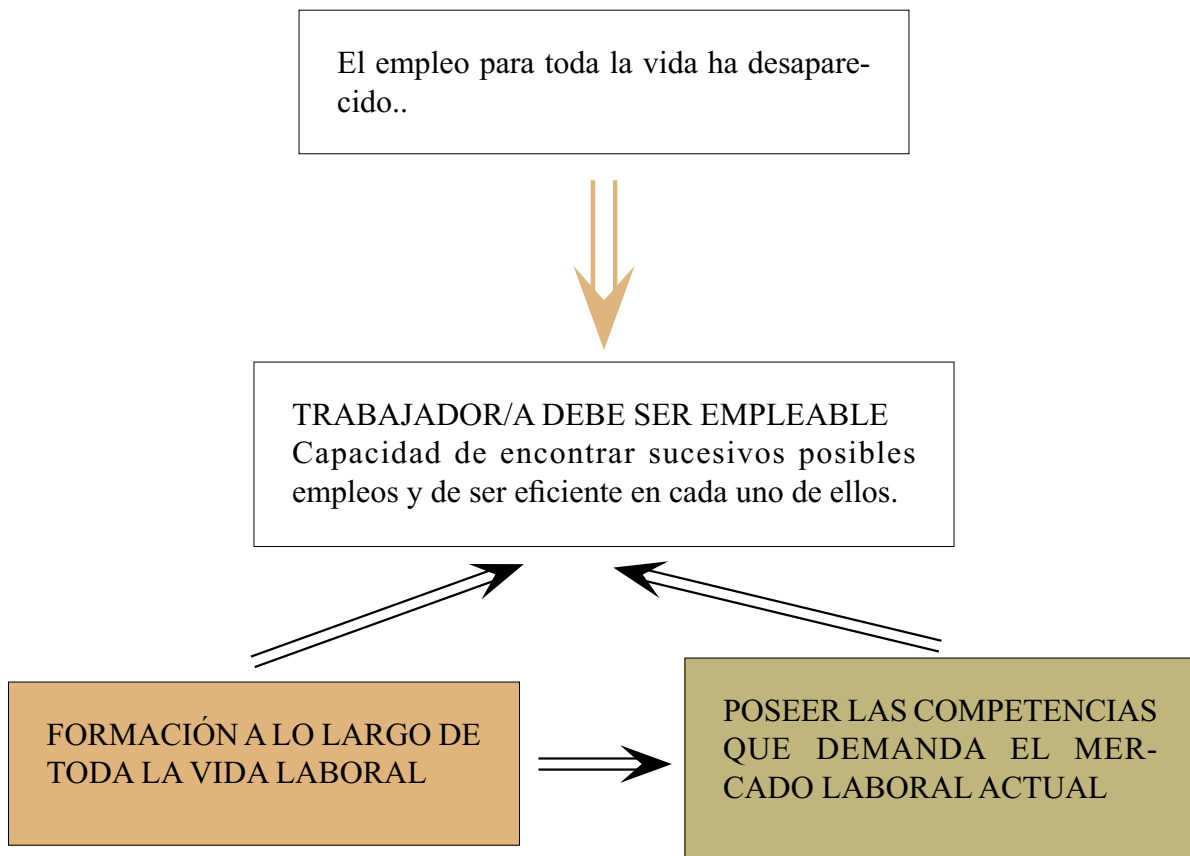 El empleo para toda la vida ha desapare-
cido..
TRABAJADOR/A DEBE SER EMPLEABLE
Capacidad de encontrar sucesivos posibles
empleos y de ser eficiente en cada uno de ellos.
FORMACIÓN A LO LARGO DE
TODA LA VIDA LABORAL
POSEER LAS COMPETENCIAS
QUE DEMANDA EL MER-
CADO LABORAL ACTUAL